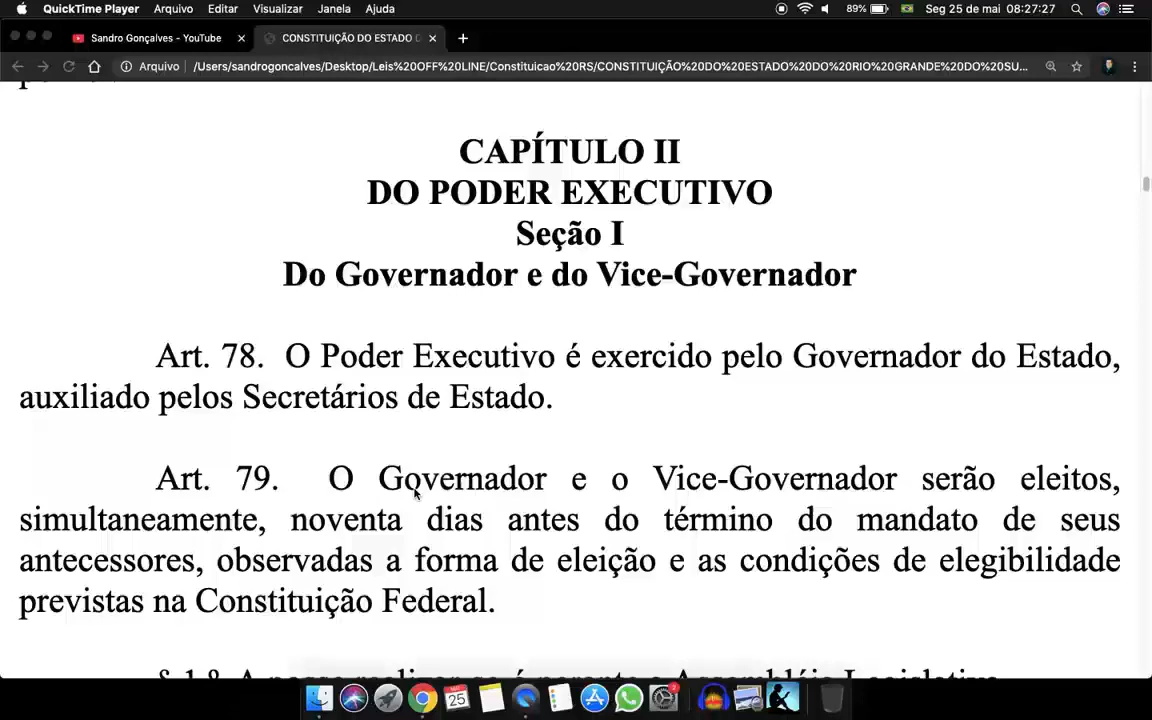 QuickTime Player Arquivo Editar Visualizar Janela Ajuda 89% Seg 25 de mai 08:27:27
Sandro Gonçalves - YouTube CONSTITUIÇÃO DO ESTADO D
Arquivo /Users/sandrogoncalves/Desktop/Leis%20OFF%20LINE/Constituicao%20RS/CONSTITUIÇÃO%20DO%20ESTADO%20DO%20RIO%20GRANDE%20DO%20SU...
CAPÍTULO II
DO PODER EXECUTIVO
Seção I
Do Governador e do Vice-Governador
Art. 78. O Poder Executivo é exercido pelo Governador do Estado,
auxiliado pelos Secretários de Estado.
Art. 79. O Governador e o Vice-Governador serão eleitos,
simultaneamente, noventa dias antes do término do mandato de seus
antecessores, observadas a forma de eleição e as condições de elegibilidade
previstas na Constituição Federal.
25